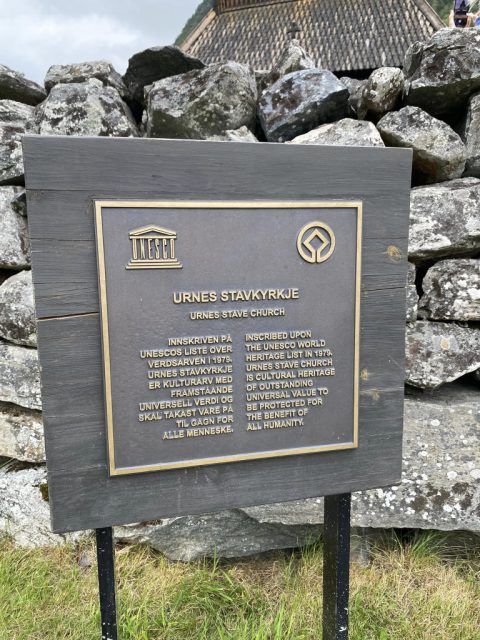 UNESCO
URNES STAVKYRKJE
URNES STAVE CHURCH
INNSKRIVEN PÅ
UNESCOS LISTE OVER
VERDSARVEN I 1979.
URNES STAVKYRKJE
ER KULTURARV MED
FRAMSTÅANDE
UNIVERSELL VERDI OG
SKAL TAKAST VARE PÅ
TIL GAGN FOR
ALLE MENNESKE.
INSCRIBED UPON
THE UNESCO WORLD
HERITAGE LIST IN 1979.
URNES STAVE CHURCH
IS CULTURAL HERITAGE
OF OUTSTANDING
UNIVERSAL VALUE TO
BE PROTECTED FOR
THE BENEFIT OF
ALL HUMANITY.